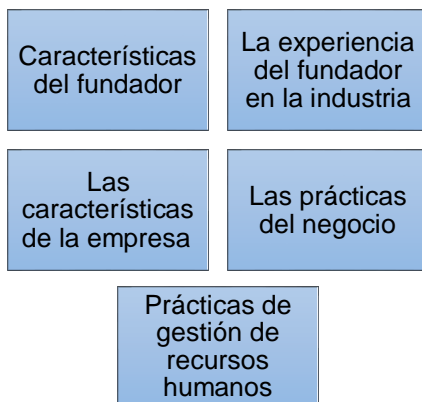 Características
del fundador
La experiencia
del fundador
en la industria
Las
características
de la empresa
Las prácticas
del negocio
Prácticas de
gestión de
recursos
humanos